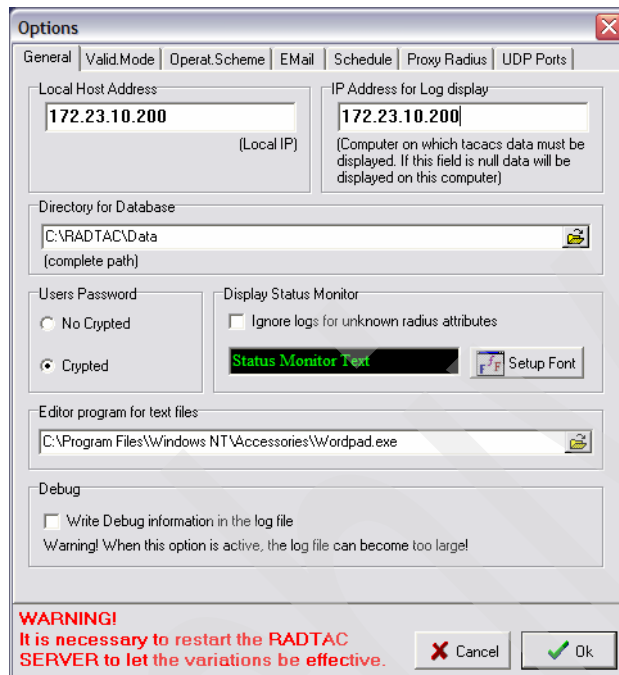 Options
General Valid.Mode Operat.Scheme EMail Schedule Proxy Radius UDP Ports
Local Host Address
172.23.10.200
(Local IP)
IP Address for Log display
172.23.10.200
(Computer on which tacacs data must be
displayed. If this field is null data will be
displayed on this computer)
Directory for Database
C:\RADTAC\Data
(complete path)
Users Password
No Crypted
Crypted
Display Status Monitor
Ignore logs for unknown radius attributes
Status Monitor Text
Setup Font
Editor program for text files
C:\Program Files\Windows NT\Accessories\Wordpad.exe
Debug
Write Debug information in the log file
Warning! When this option is active, the log file can become too large!
WARNING!
It is necessary to restart the RADTAC
SERVER to let the variations be effective.
Cancel
Ok